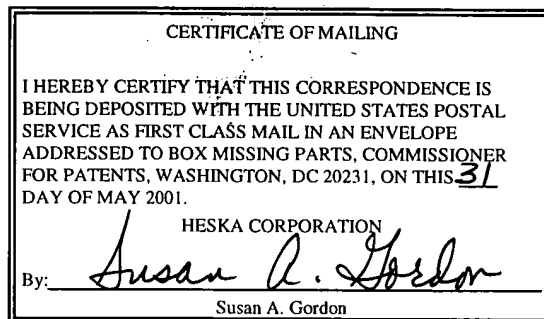 CERTIFICATE OF MAILING
I HEREBY CERTIFY THAT THIS CORRESPONDENCE IS
BEING DEPOSITED WITH THE UNITED STATES POSTAL
SERVICE AS FIRST CLASS MAIL IN AN ENVELOPE
ADDRESSED TO BOX MISSING PARTS, COMMISSIONER
FOR PATENTS, WASHINGTON, DC 20231, ON THIS 31
DAY OF MAY 2001.
HESKA CORPORATION
By: Susan A. Gordon
Susan A. Gordon